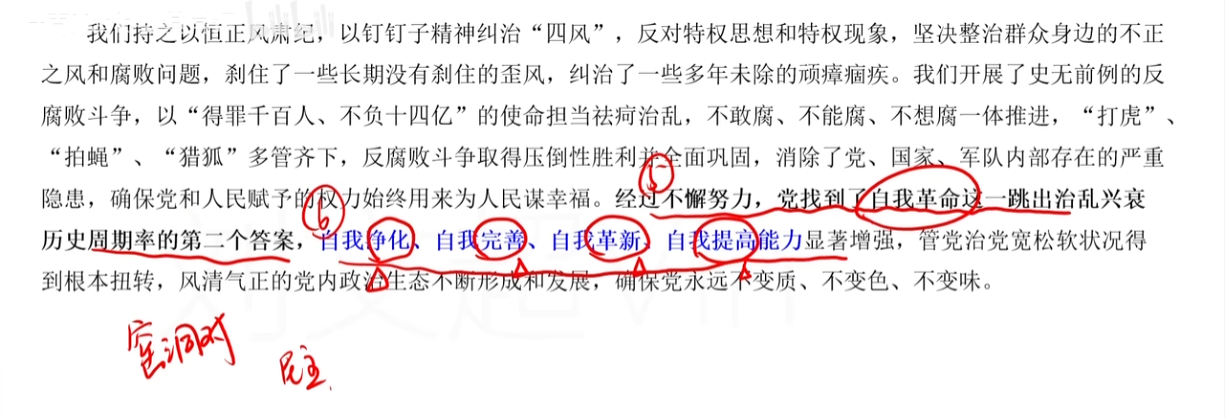 我们持之以恒正风肃纪，以钉钉子精神纠治“四风”，反对特权思想和特权现象，坚决整治群众身边的不正
之风和腐败问题，刹住了一些长期没有刹住的歪风，纠治了一些多年未除的顽瘴痼疾。我们开展了史无前例的反
腐败斗争，以“得罪千百人、不负十四亿”的使命担当祛疴治乱，不敢腐、不能腐、不想腐一体推进，“打虎”、
“拍蝇”、“猎狐”多管齐下，反腐败斗争取得压倒性胜利并全面巩固，消除了党、国家、军队内部存在的严重
5
隐患，确保党和人民赋予的权力始终用来为人民谋幸福。经过不懈努力，党找到了自我革命这一跳出治乱兴衰
6
历史周期率的第二个答案，自我净化、自我完善、自我革新、自我提高能力显著增强，管党治党宽松软状况得
到根本扭转，风清气正的党内政治生态不断形成和发展，确保党永远不变质、不变色、不变味。
窑洞对
民主